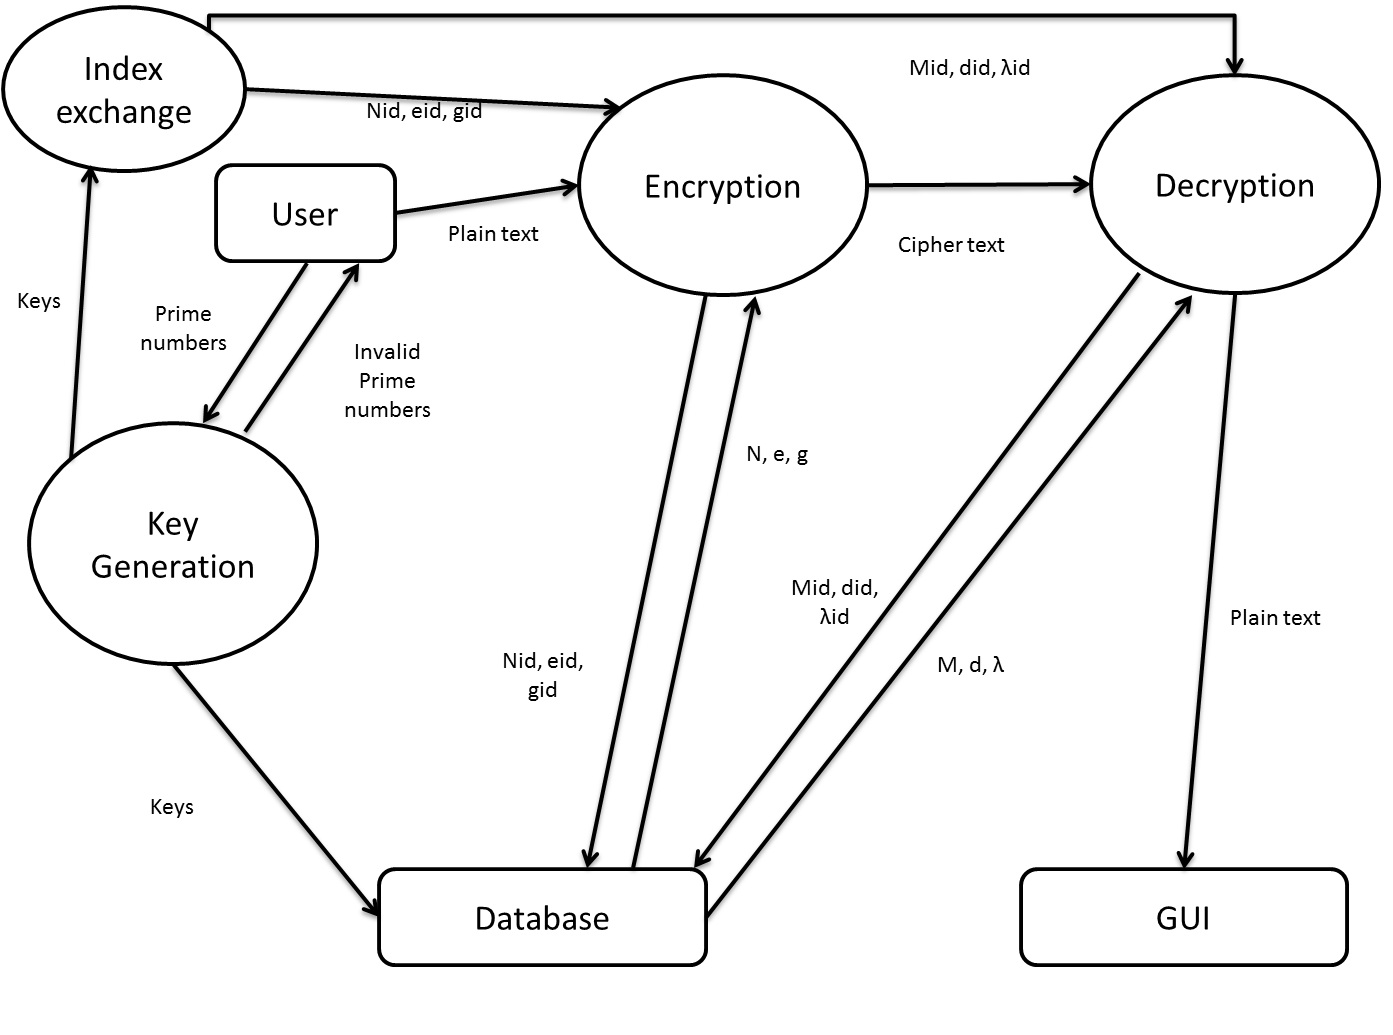 Index
exchange
Mid, did, λid
Nid, eid, gid
User
Encryption
Decryption
Plain text
Cipher text
Keys
Prime
numbers
Invalid
Prime
numbers
N, e, g
Key
Generation
Mid, did,
λid
Plain text
Nid, eid,
gid
M, d, λ
Keys
Database
GUI